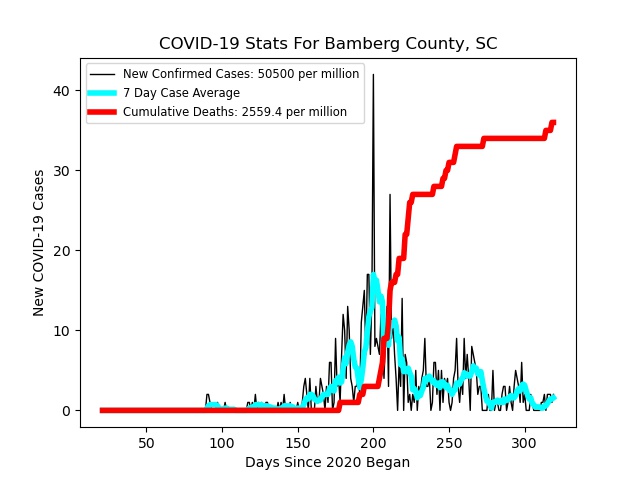 COVID-19 Stats For Bamberg County, SC
New Confirmed Cases: 50500 per million
7 Day Case Average
Cumulative Deaths: 2559.4 per million
New COVID-19 Cases
40
30
20
10
0
50 100 150 200 250 300
Days Since 2020 Began